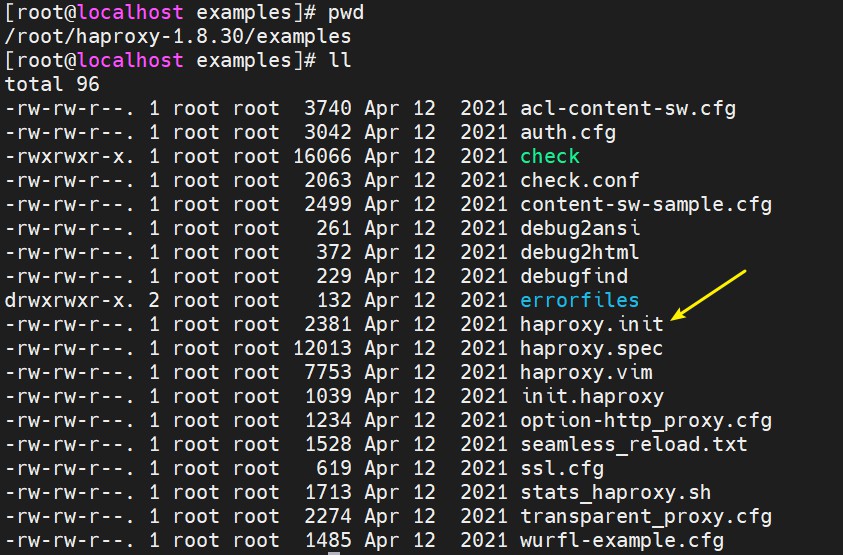 [root@localhost examples]# pwd
/root/haproxy-1.8.30/examples
[root@localhost examples]# ll
total 96
-rw-rw-r--. 1 root root  3740 Apr 12  2021 acl-content-sw.cfg
-rw-rw-r--. 1 root root  3042 Apr 12  2021 auth.cfg
-rwxrwxr-x. 1 root root 16066 Apr 12  2021 check
-rw-rw-r--. 1 root root  2063 Apr 12  2021 check.conf
-rw-rw-r--. 1 root root  2499 Apr 12  2021 content-sw-sample.cfg
-rw-rw-r--. 1 root root   261 Apr 12  2021 debug2ansi
-rw-rw-r--. 1 root root   372 Apr 12  2021 debug2html
-rw-rw-r--. 1 root root   229 Apr 12  2021 debugfind
drwxrwxr-x. 2 root root   132 Apr 12  2021 errorfiles
-rw-rw-r--. 1 root root  2381 Apr 12  2021 haproxy.init
-rw-rw-r--. 1 root root 12013 Apr 12  2021 haproxy.spec
-rw-rw-r--. 1 root root  7753 Apr 12  2021 haproxy.vim
-rw-rw-r--. 1 root root  1039 Apr 12  2021 init.haproxy
-rw-rw-r--. 1 root root  1234 Apr 12  2021 option-http_proxy.cfg
-rw-rw-r--. 1 root root  1528 Apr 12  2021 seamless_reload.txt
-rw-rw-r--. 1 root root   619 Apr 12  2021 ssl.cfg
-rw-rw-r--. 1 root root  1713 Apr 12  2021 stats_haproxy.sh
-rw-rw-r--. 1 root root  2274 Apr 12  2021 transparent_proxy.cfg
-rw-rw-r--. 1 root root  1485 Apr 12  2021 wurfl-example.cfg